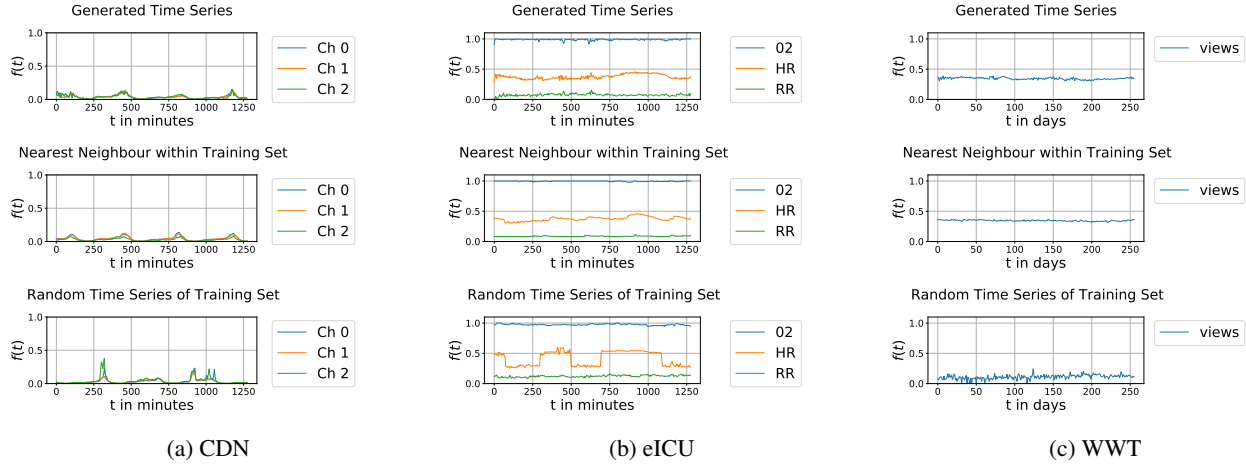 Generated Time Series
1.0
0.5
0.0
f(t)
0 250 500 750 1000 1250
t in minutes
Ch 0
Ch 1
Ch 2
Nearest Neighbour within Training Set
1.0
0.5
0.0
f(t)
0 250 500 750 1000 1250
t in minutes
Ch 0
Ch 1
Ch 2
Random Time Series of Training Set
1.0
0.5
0.0
f(t)
0 250 500 750 1000 1250
t in minutes
Ch 0
Ch 1
Ch 2
(a) CDN
Generated Time Series
1.0
0.5
0.0
f(t)
0 250 500 750 1000 1250
t in minutes
02
HR
RR
Nearest Neighbour within Training Set
1.0
0.5
0.0
f(t)
0 250 500 750 1000 1250
t in minutes
02
HR
RR
Random Time Series of Training Set
1.0
0.5
0.0
f(t)
0 250 500 750 1000 1250
t in minutes
02
HR
RR
(b) eICU
Generated Time Series
1.0
0.5
0.0
f(t)
0 50 100 150 200 250
t in days
views
Nearest Neighbour within Training Set
1.0
0.5
0.0
f(t)
0 50 100 150 200 250
t in days
views
Random Time Series of Training Set
1.0
0.5
0.0
f(t)
0 50 100 150 200 250
t in days
views
(c) WWT